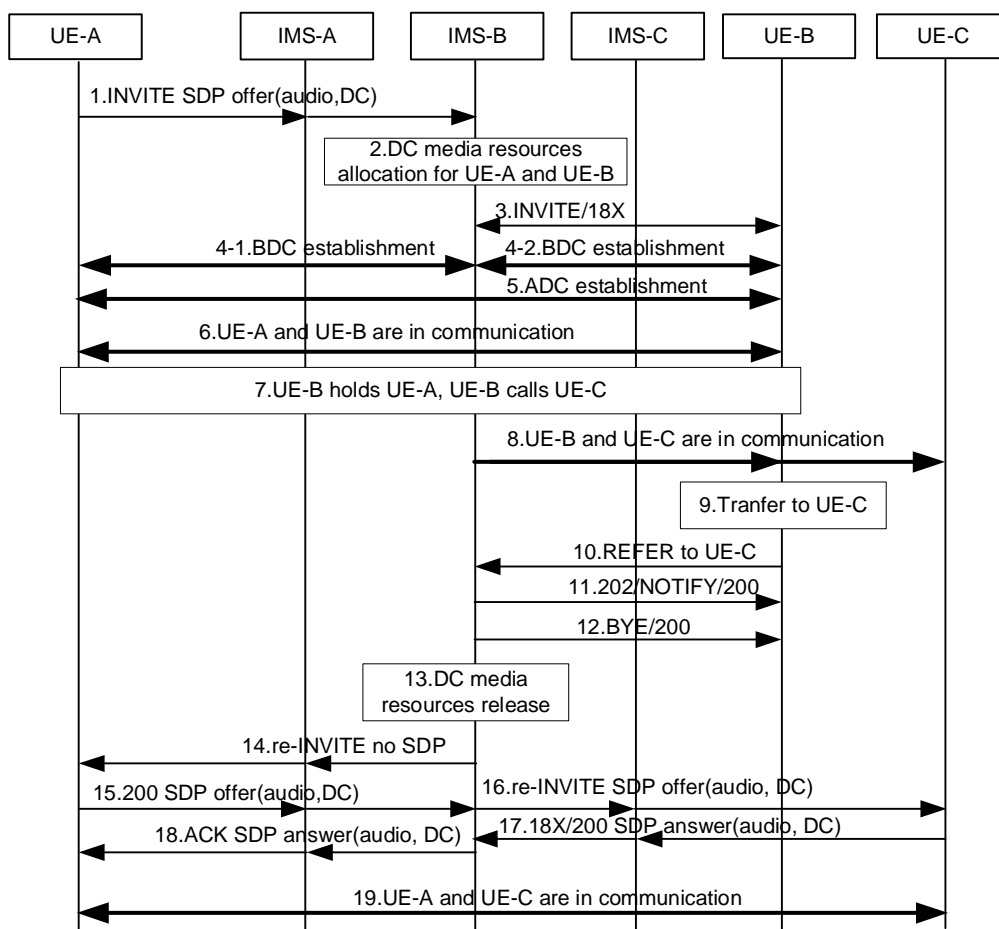 UE-A
IMS-A
IMS-B
IMS-C
UE-B
UE-C
1.INVITE SDP offer(audio,DC)
2.DC media resources
allocation for UE-A and UE-B
3.INVITE/18X
4-1.BDC establishment
4-2.BDC establishment
5.ADC establishment
6.UE-A and UE-B are in communication
7.UE-B holds UE-A, UE-B calls UE-C
8.UE-B and UE-C are in communication
9.Tranfer to UE-C
10.REFER to UE-C
11.202/NOTIFY/200
12.BYE/200
13.DC media
resources release
14.re-INVITE no SDP
15.200 SDP offer(audio,DC)
16.re-INVITE SDP offer(audio, DC)
17.18X/200 SDP answer(audio, DC)
18.ACK SDP answer(audio, DC)
19.UE-A and UE-C are in communication